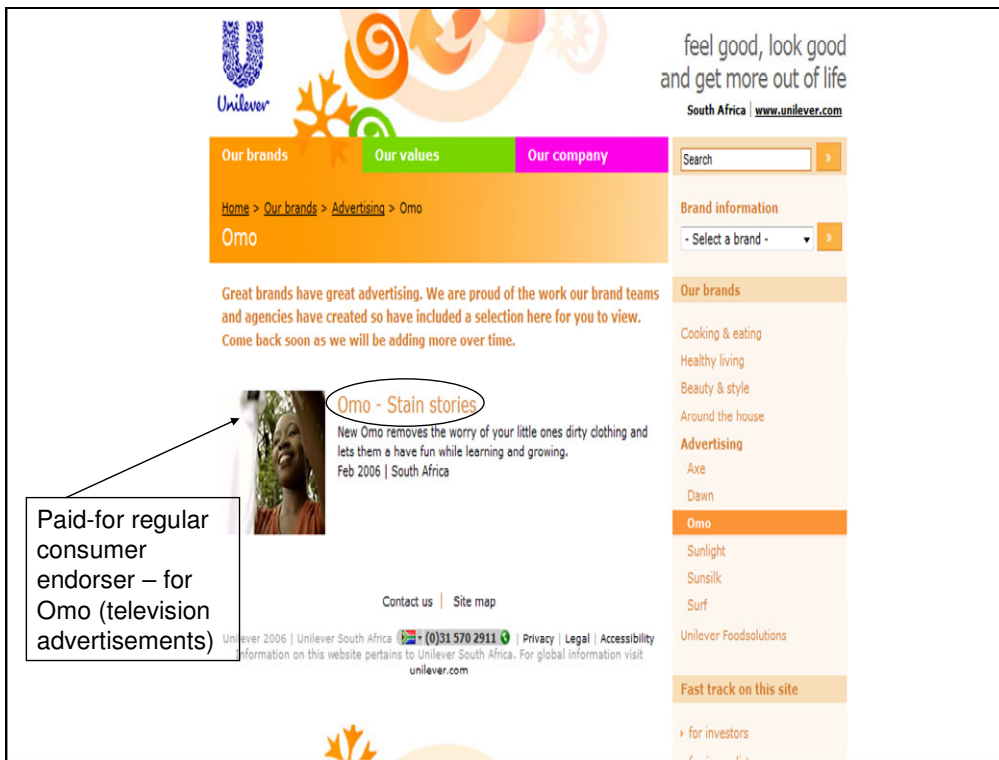 Unilever
feel good, look good
and get more out of life
South Africa | www.unilever.com
Our brands
Our values
Our company
Search
»
Home > Our brands > Advertising > Omo
Omo
Brand information
- Select a brand -
»
Great brands have great advertising. We are proud of the work our brand teams
and agencies have created so have included a selection here for you to view.
Come back soon as we will be adding more over time.
Omo - Stain stories
New Omo removes the worry of your little ones dirty clothing and
lets them a have fun while learning and growing.
Feb 2006 | South Africa
Paid-for regular
consumer
endorser – for
Omo (television
advertisements)
Contact us | Site map
Unilever 2006 | Unilever South Africa (0)31 570 2911 | Privacy | Legal | Accessibility
Information on this website pertains to Unilever South Africa. For global information visit
unilever.com
Our brands
Cooking & eating
Healthy living
Beauty & style
Around the house
Advertising
Axe
Dawn
Omo
Sunlight
Sunsilk
Surf
Unilever Foodsolutions
Fast track on this site
for investors